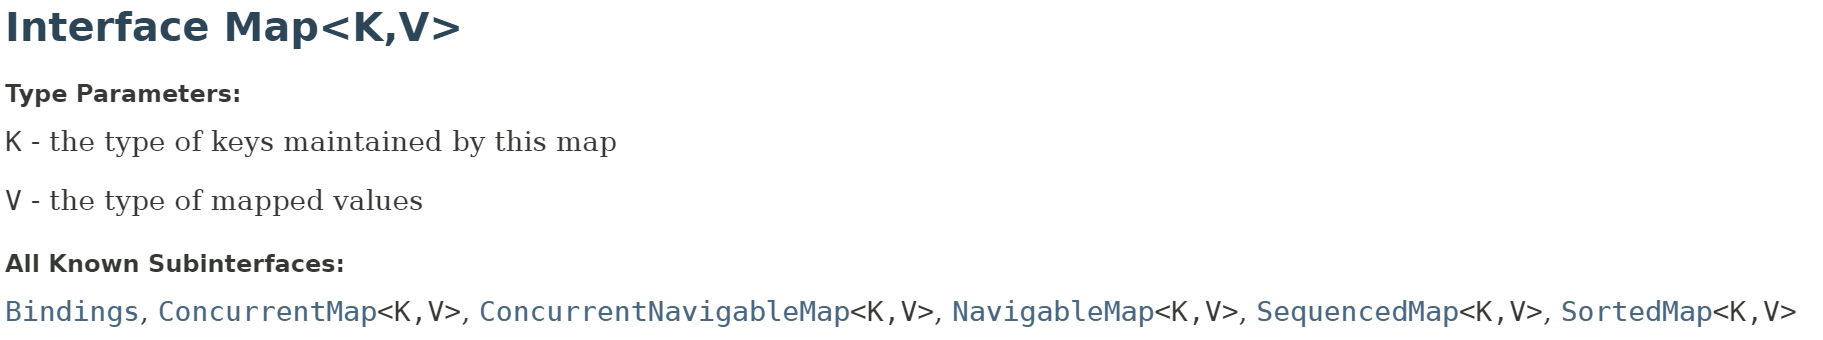 Interface Map<K,V>
Type Parameters:
K - the type of keys maintained by this map
V - the type of mapped values
All Known Subinterfaces:
Bindings, ConcurrentMap<K,V>, ConcurrentNavigableMap<K,V>, NavigableMap<K,V>, SequencedMap<K,V>, SortedMap<K,V>